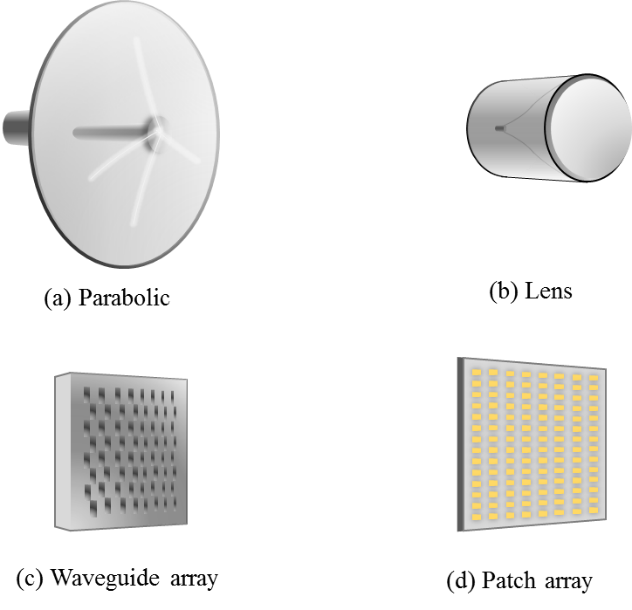 (a) Parabolic
(b) Lens
(c) Waveguide array
(d) Patch array